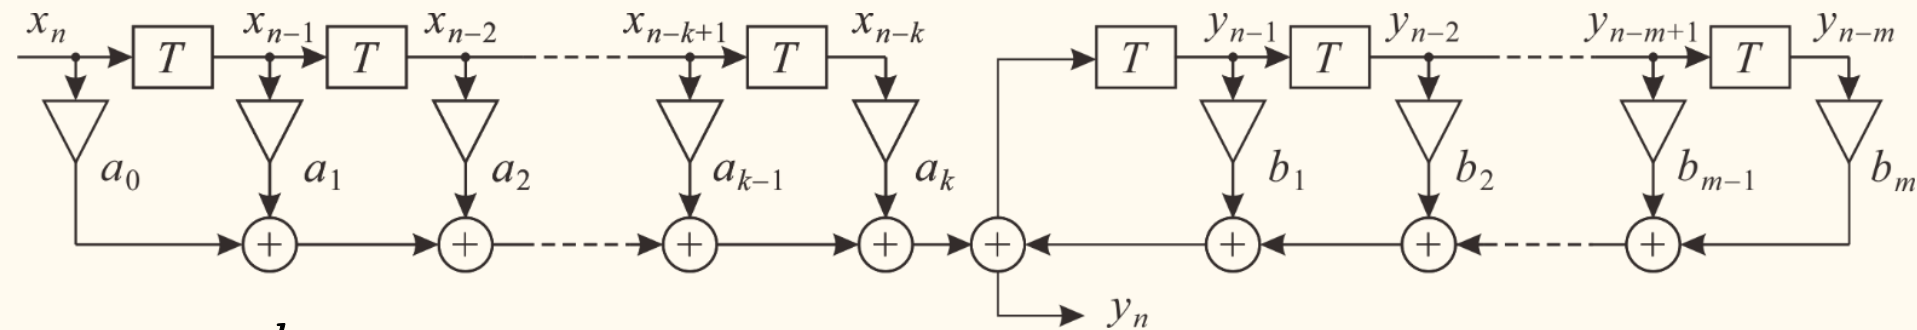 xₙ T xₙ₋₁ T xₙ₋₂ xₙ₋ₖ₊₁ T xₙ₋ₖ T yₙ₋₁ T yₙ₋₂ yₙ₋ₘ₊₁ T yₙ₋ₘ
a₀ a₁ a₂ aₖ₋₁ aₖ b₁ b₂ bₘ₋₁ bₘ
+ + + + + + + +
yₙ